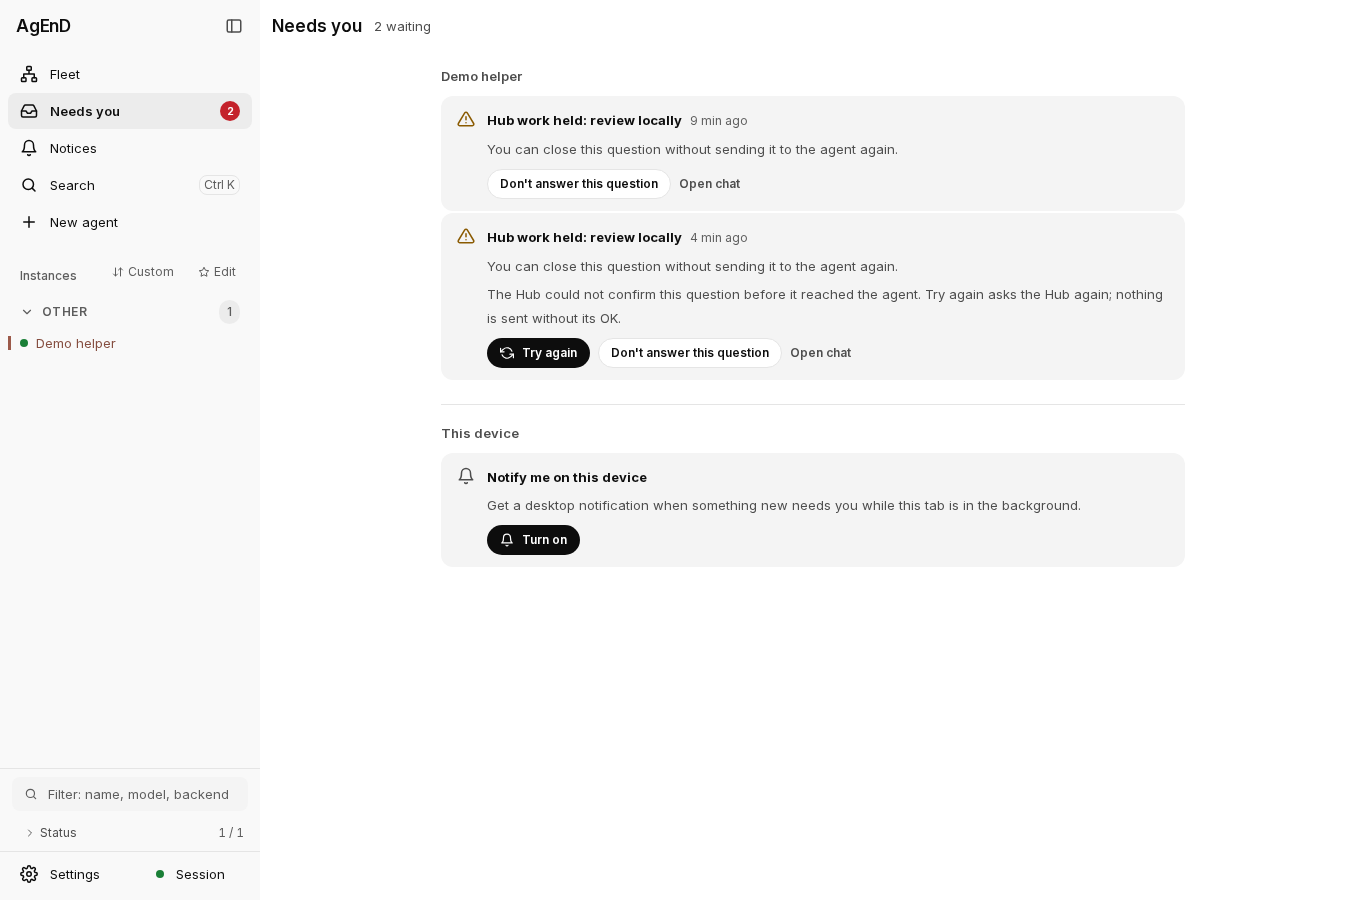 AgEnD
Fleet
Needs you
2
Notices
Search
Ctrl K
New agent
Instances
Custom
Edit
OTHER
1
Demo helper
Filter: name, model, backend
Status
1 / 1
Settings
Session
Needs you
2 waiting
Demo helper
Hub work held: review locally 9 min ago
You can close this question without sending it to the agent again.
Don't answer this question
Open chat
Hub work held: review locally 4 min ago
You can close this question without sending it to the agent again.
The Hub could not confirm this question before it reached the agent. Try again asks the Hub again; nothing
is sent without its OK.
Try again
Don't answer this question
Open chat
This device
Notify me on this device
Get a desktop notification when something new needs you while this tab is in the background.
Turn on